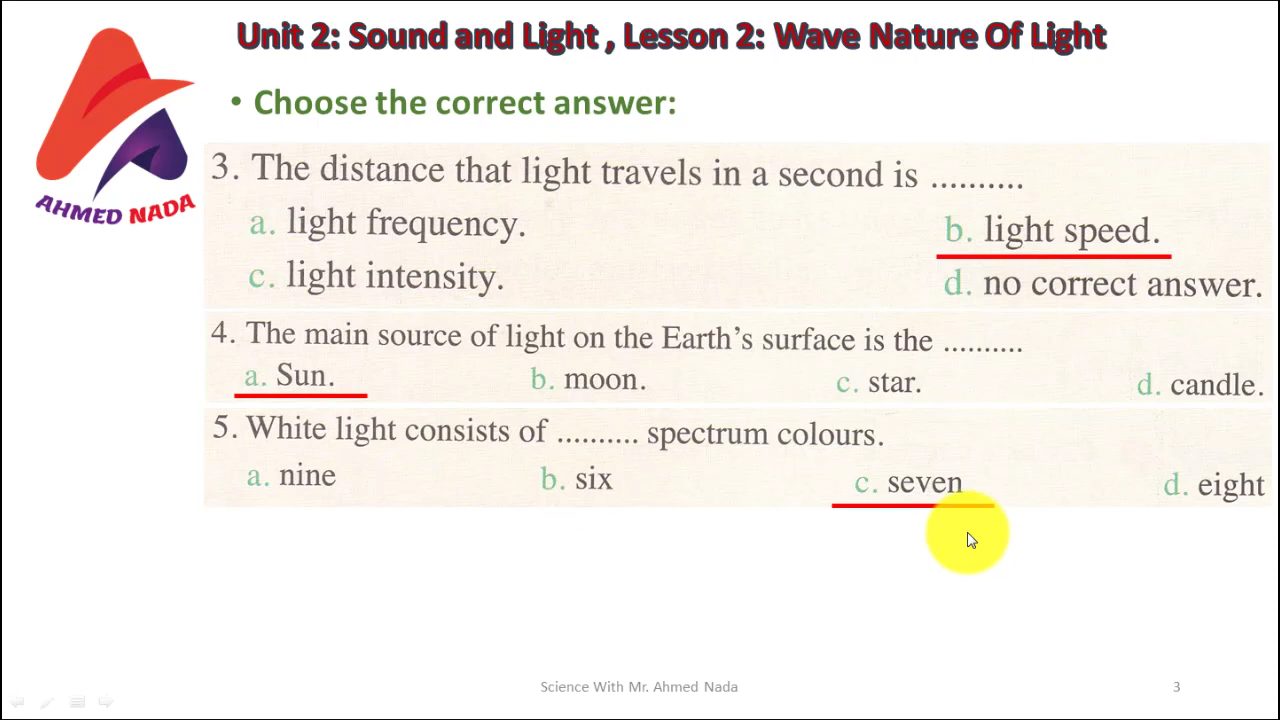 Unit 2: Sound and Light , Lesson 2: Wave Nature Of Light
AHMED NADA
• Choose the correct answer:
3. The distance that light travels in a second is ..........
a. light frequency. b. light speed.
c. light intensity. d. no correct answer.
4. The main source of light on the Earth's surface is the ..........
a. Sun. b. moon. c. star. d. candle.
5. White light consists of .......... spectrum colours.
a. nine b. six c. seven d. eight
Science With Mr. Ahmed Nada 3